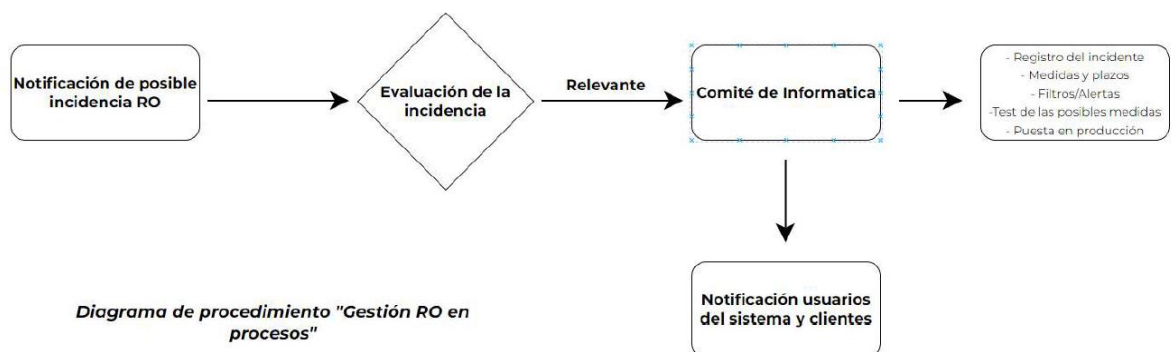 Notificación de posible
incidencia RO
Evaluación de la
incidencia
Relevante
Comité de Informatica
- Registro del incidente
- Medidas y plazos
- Filtros/Alertas
-Test de las posibles medidas
- Puesta en producción
Notificación usuarios
del sistema y clientes
Diagrama de procedimiento "Gestión RO en
procesos"